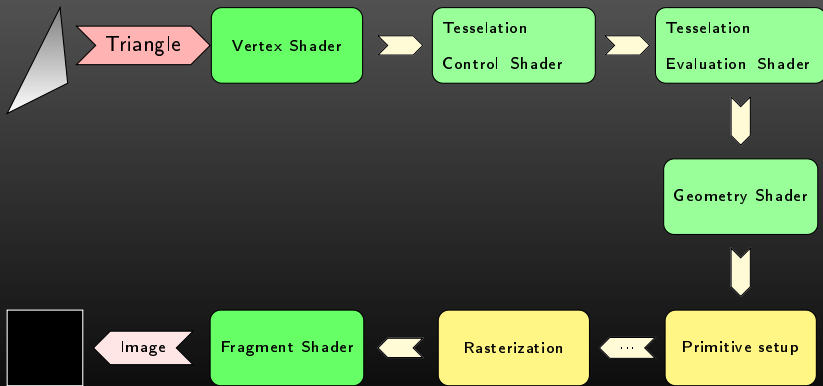 Triangle
Vertex Shader
Tesselation
Control Shader
Tesselation
Evaluation Shader
Geometry Shader
Primitive setup
...
Rasterization
Fragment Shader
Image